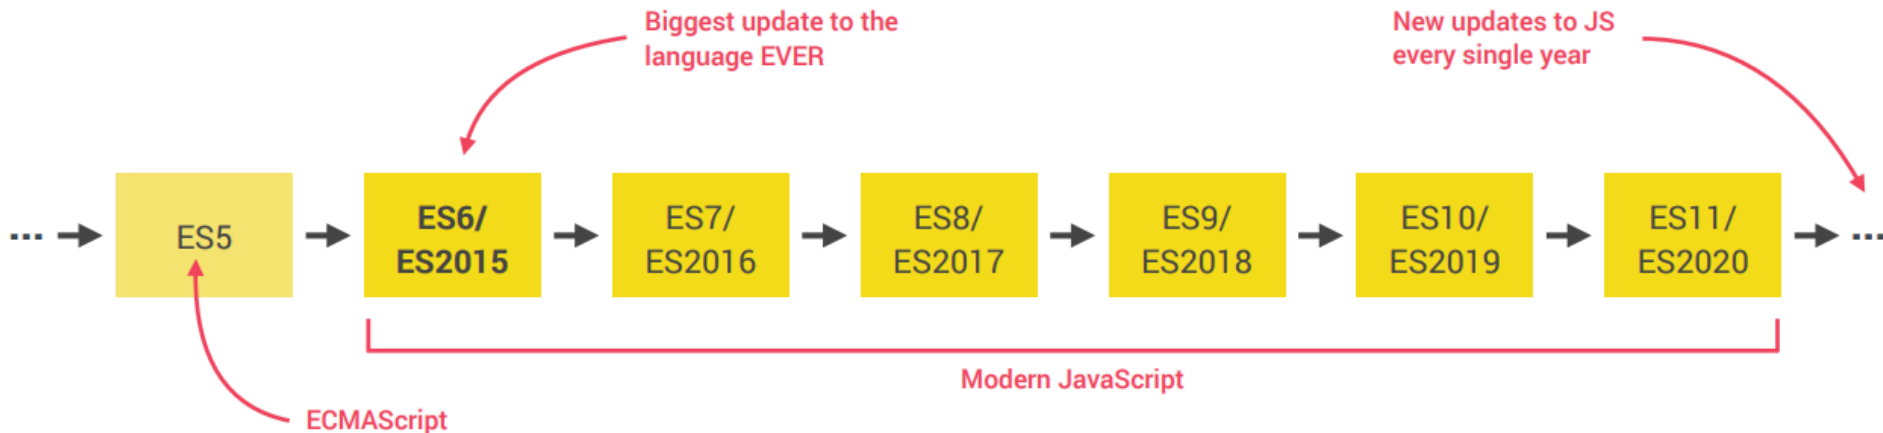 Biggest update to the
language EVER
New updates to JS
every single year
...
ES5
ES6/
ES2015
ES7/
ES2016
ES8/
ES2017
ES9/
ES2018
ES10/
ES2019
ES11/
ES2020
...
Modern JavaScript
ECMAScript